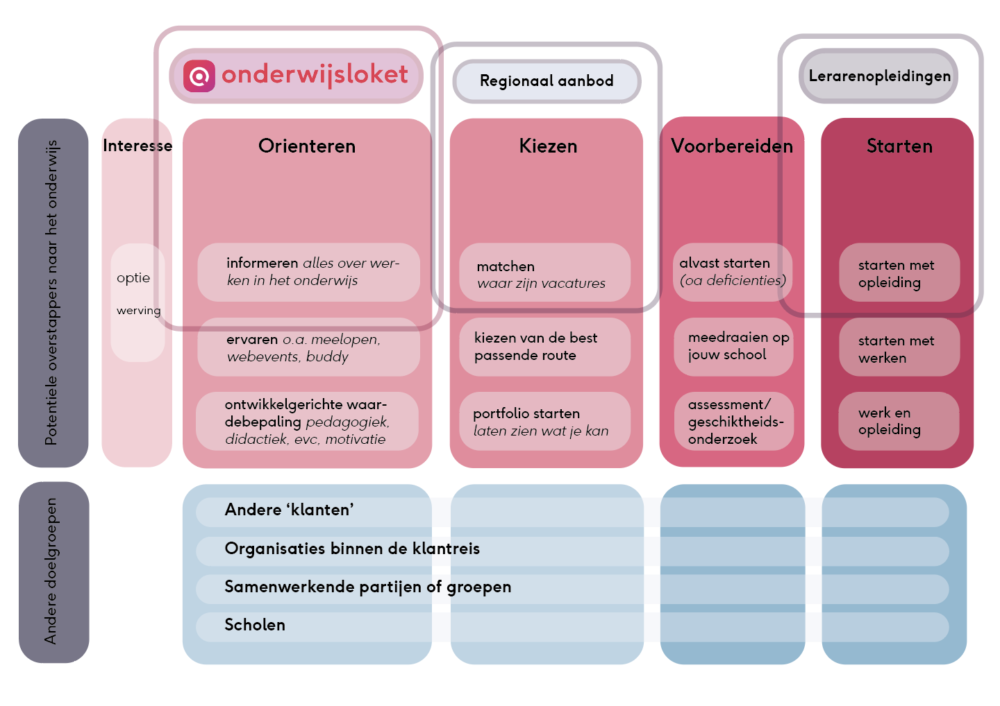 onderwijsloket
Regionaal aanbod
Lerarenopleidingen
Potentiele overstappers naar het onderwijs
Interesse
optie
werving
Orienteren
informeren alles over wer-
ken in het onderwijs
ervaren o.a. meelopen,
webevents, buddy
ontwikkelgerichte waar-
debepaling pedagogiek,
didactiek, evc, motivatie
Kiezen
matchen
waar zijn vacatures
kiezen van de best
passende route
portfolio starten
laten zien wat je kan
Voorbereiden
alvast starten
(oa deficienties)
meedraaien op
jouw school
assessment/
geschiktheids-
onderzoek
Starten
starten met
opleiding
starten met
werken
werk en
opleiding
Andere doelgroepen
Andere ‘klanten’
Organisaties binnen de klantreis
Samenwerkende partijen of groepen
Scholen